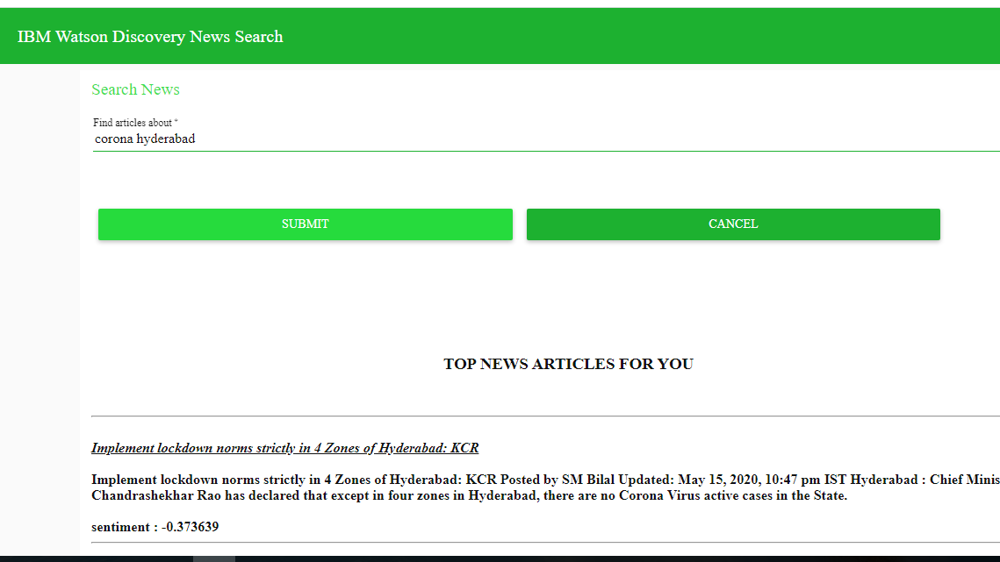 IBM Watson Discovery News Search
Search News
Find articles about *
corona hyderabad
SUBMIT CANCEL
TOP NEWS ARTICLES FOR YOU
Implement lockdown norms strictly in 4 Zones of Hyderabad: KCR
Implement lockdown norms strictly in 4 Zones of Hyderabad: KCR Posted by SM Bilal Updated: May 15, 2020, 10:47 pm IST Hyderabad : Chief Minis
Chandrashekhar Rao has declared that except in four zones in Hyderabad, there are no Corona Virus active cases in the State.
sentiment : -0.373639